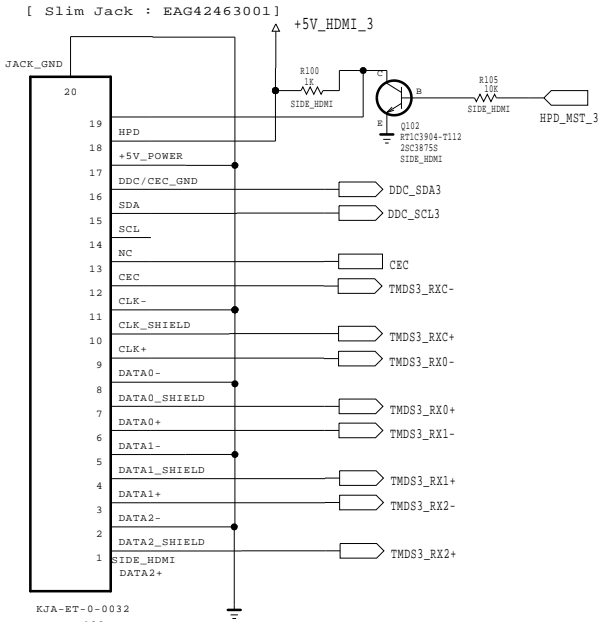 [ Slim Jack : EAG42463001]
+5V_HDMI_3
JACK_GND
20
R100
1K
SIDE_HDMI
C
B
E
R105
10K
SIDE_HDMI
HPD_MST_3
Q102
RT1C3904-T112
2SC3875S
SIDE_HDMI
19
HPD
18
+5V_POWER
17
DDC/CEC_GND
16
DDC_SDA3
SDA
15
DDC_SCL3
SCL
14
NC
13
CEC
CEC
12
TMDS3_RXC-
CLK-
11
CLK_SHIELD
10
TMDS3_RXC+
CLK+
9
TMDS3_RX0-
DATA0-
8
DATA0_SHIELD
7
TMDS3_RX0+
DATA0+
6
TMDS3_RX1-
DATA1-
5
DATA1_SHIELD
4
TMDS3_RX1+
DATA1+
3
TMDS3_RX2-
DATA2-
2
DATA2_SHIELD
1
TMDS3_RX2+
SIDE_HDMI
DATA2+
KJA-ET-0-0032